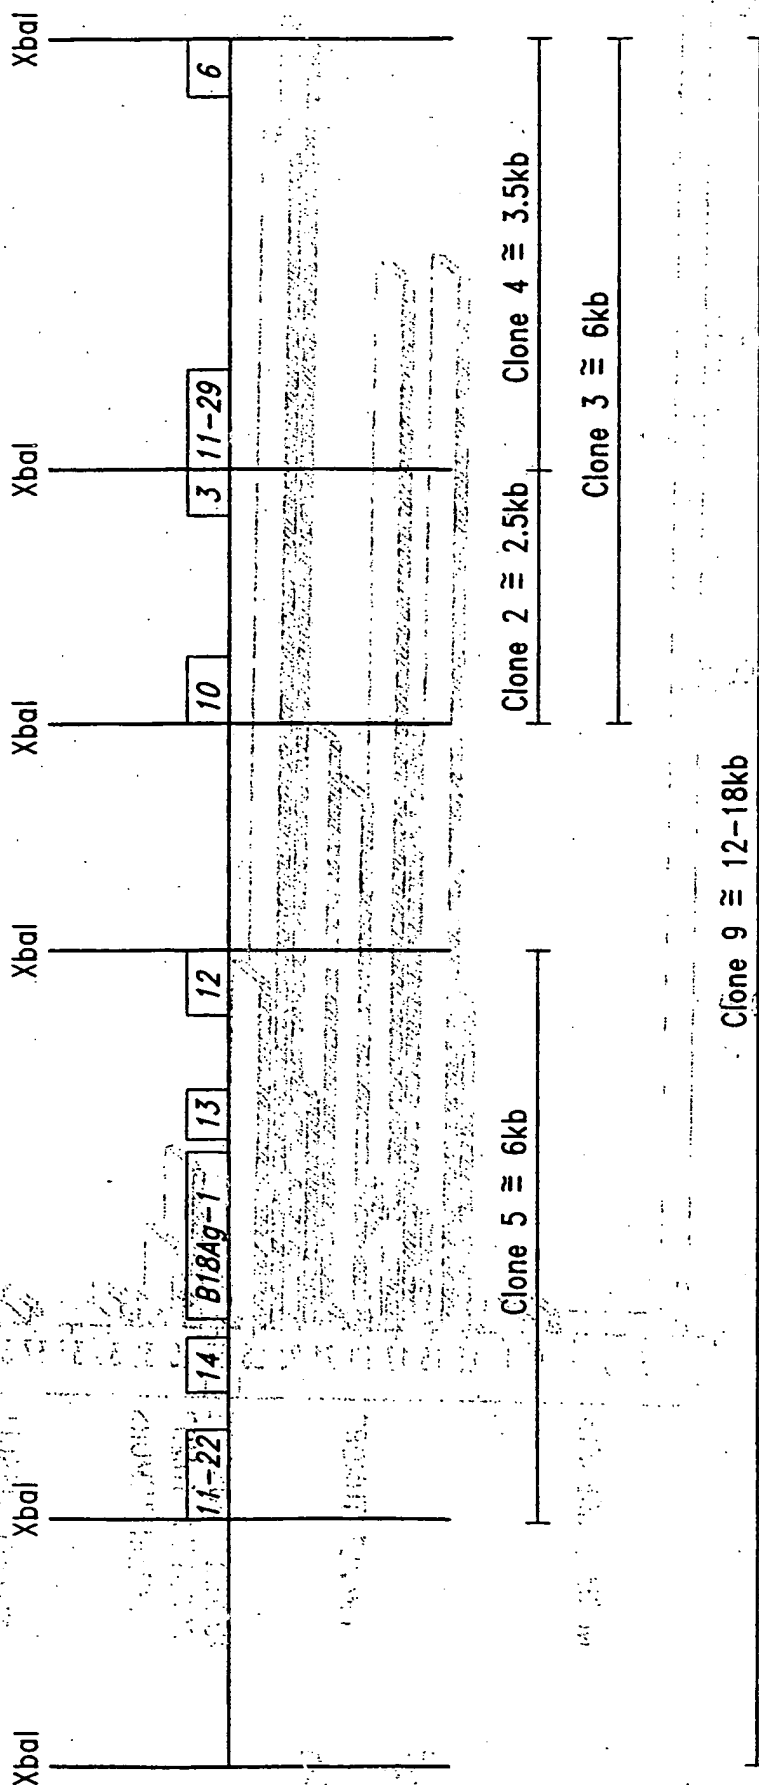 XbaI XbaI XbaI XbaI XbaI XbaI
11-22 14 B18Ag-1 13 12 10 3 11-29 6
Clone 5 ≅ 6kb Clone 2 ≅ 2.5kb Clone 4 ≅ 3.5kb
Clone 3 ≅ 6kb
Clone 9 ≅ 12-18kb